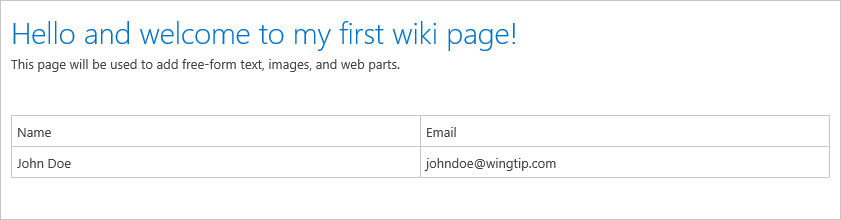 Hello and welcome to my first wiki page!
This page will be used to add free-form text, images, and web parts.
Name Email
John Doe johndoe@wingtip.com